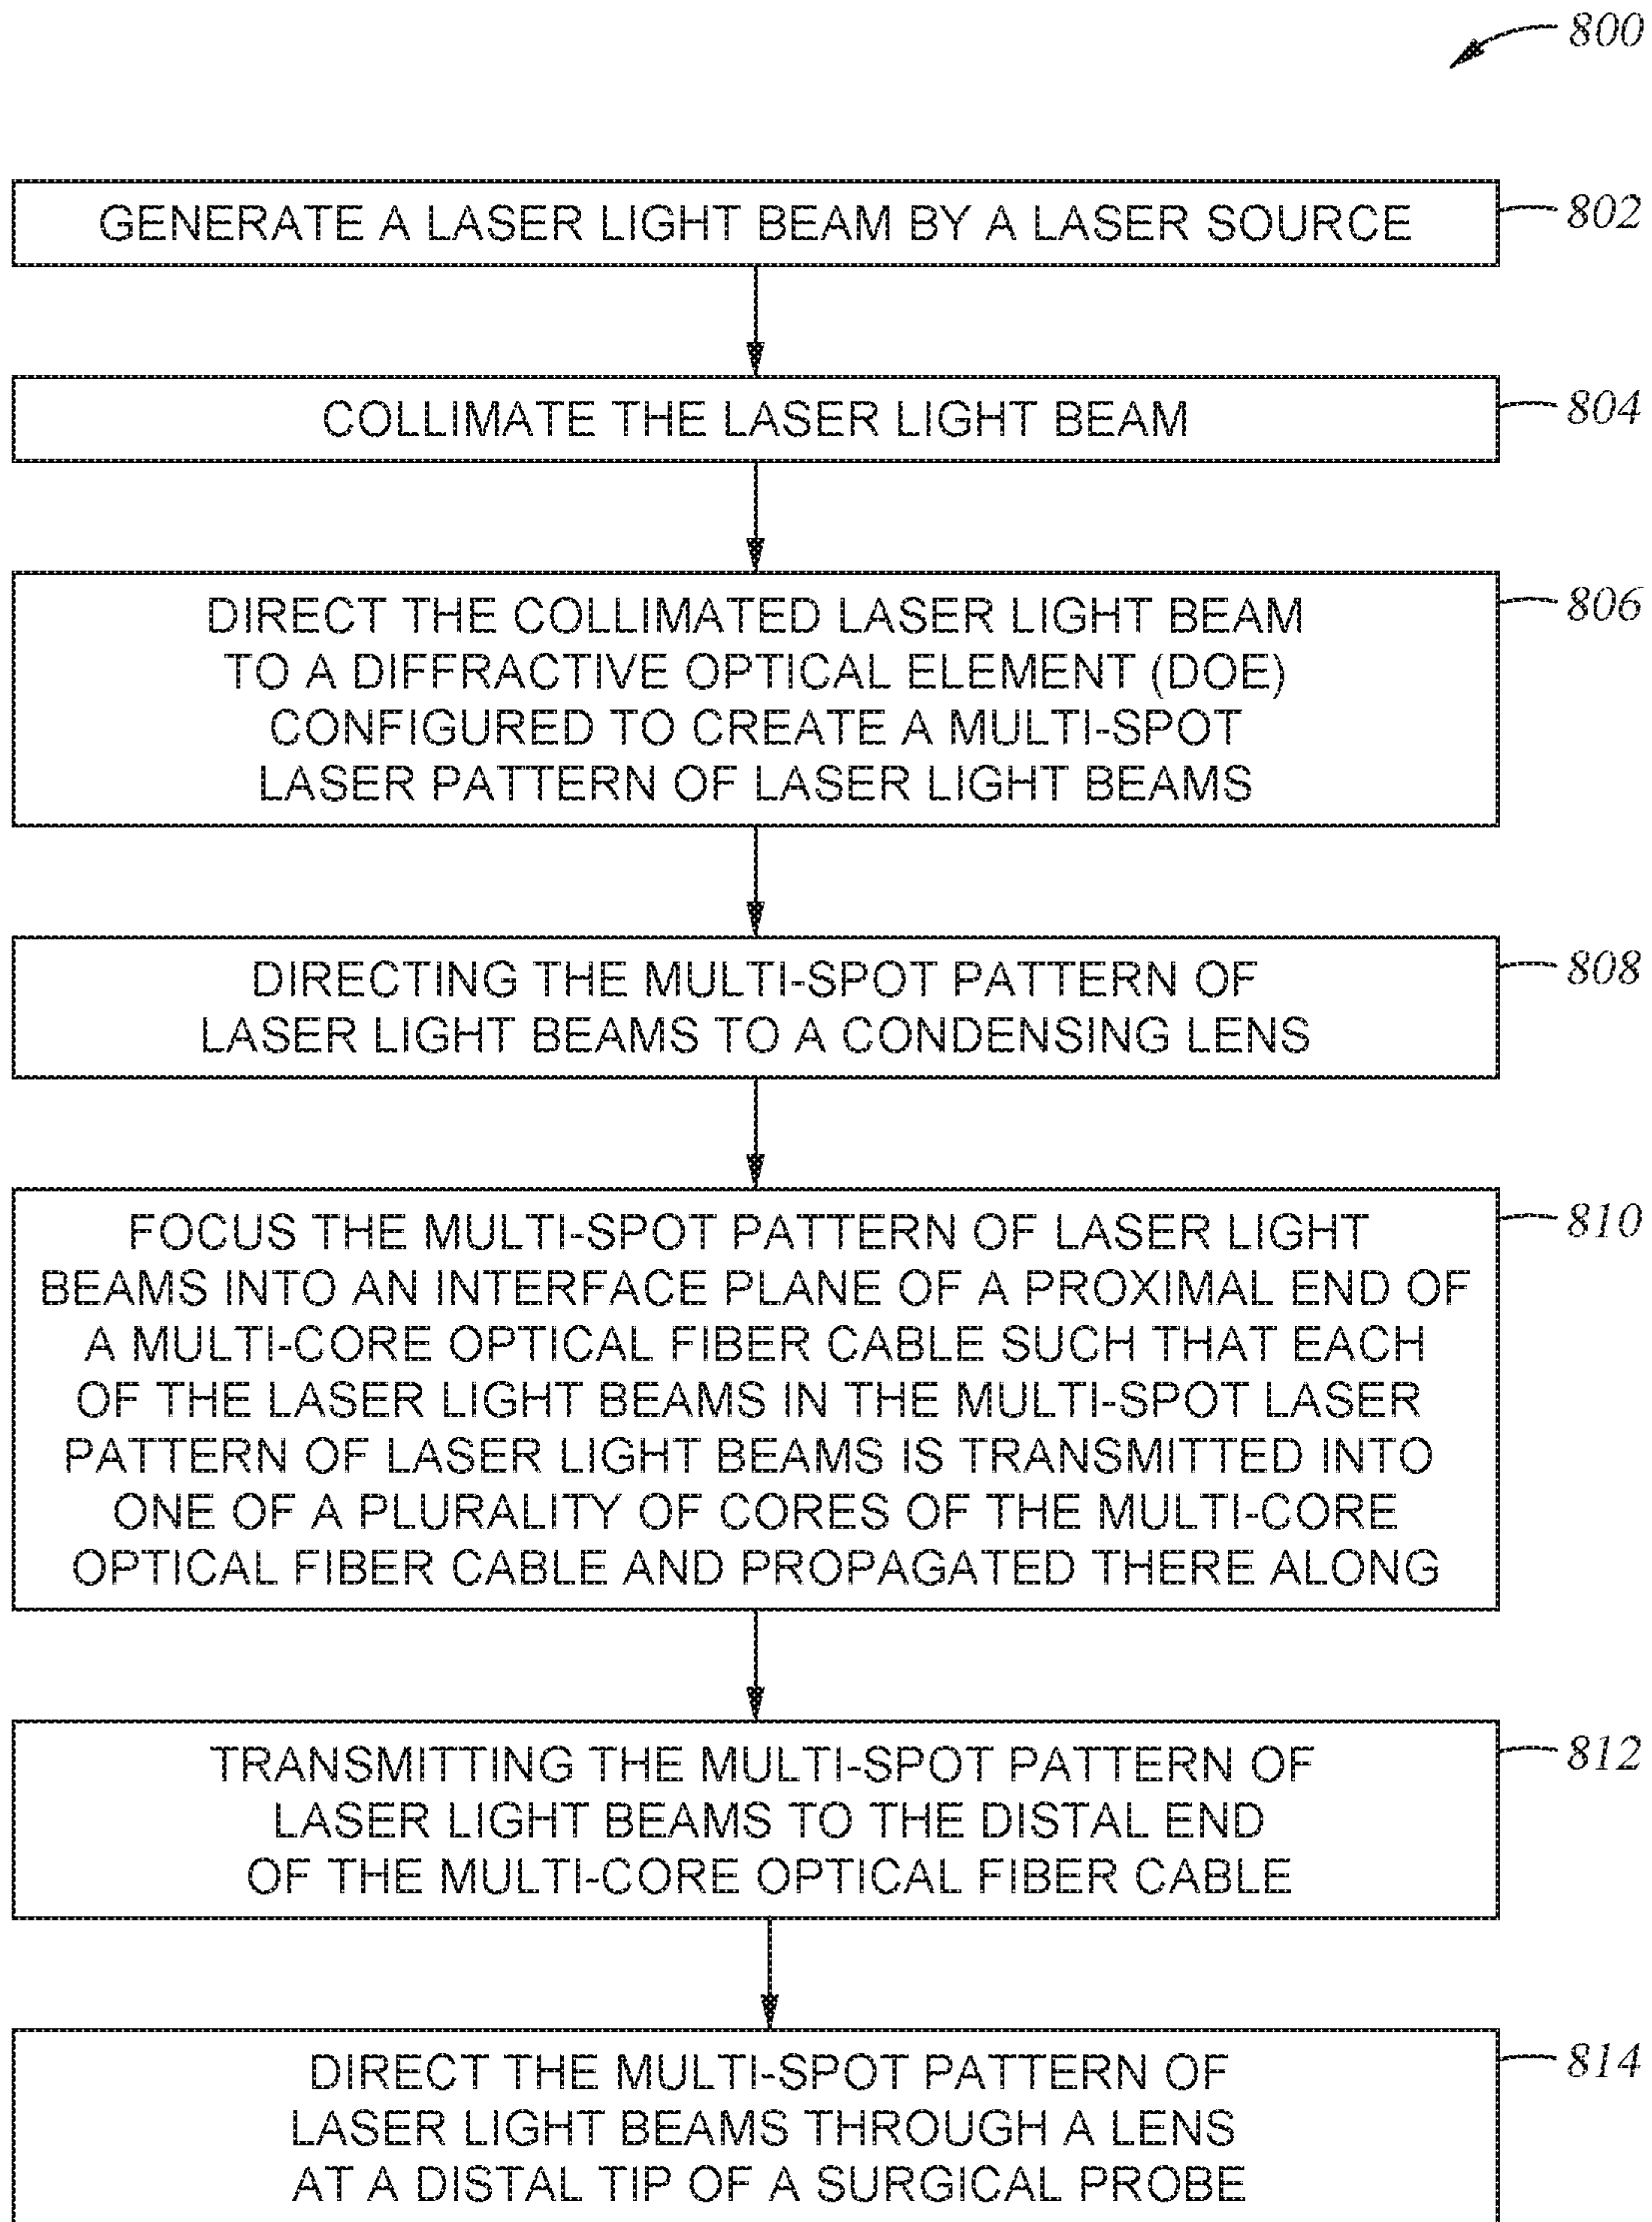 800
GENERATE A LASER LIGHT BEAM BY A LASER SOURCE
802
COLLIMATE THE LASER LIGHT BEAM
804
DIRECT THE COLLIMATED LASER LIGHT BEAM
806
TO A DIFFRACTIVE OPTICAL ELEMENT (DOE)
CONFIGURED TO CREATE A MULTI-SPOT
LASER PATTERN OF LASER LIGHT BEAMS
DIRECTING THE MULTI-SPOT PATTERN OF
808
LASER LIGHT BEAMS TO A CONDENSING LENS
FOCUS THE MULTI-SPOT PATTERN OF LASER LIGHT
810
BEAMS INTO AN INTERFACE PLANE OF A PROXIMAL END OF
A MULTI-CORE OPTICAL FIBER CABLE SUCH THAT EACH
OF THE LASER LIGHT BEAMS IN THE MULTI-SPOT LASER
PATTERN OF LASER LIGHT BEAMS IS TRANSMITTED INTO
ONE OF A PLURALITY OF CORES OF THE MULTI-CORE
OPTICAL FIBER CABLE AND PROPAGATED THERE ALONG
TRANSMITTING THE MULTI-SPOT PATTERN OF
812
LASER LIGHT BEAMS TO THE DISTAL END
OF THE MULTI-CORE OPTICAL FIBER CABLE
DIRECT THE MULTI-SPOT PATTERN OF
814
LASER LIGHT BEAMS THROUGH A LENS
AT A DISTAL TIP OF A SURGICAL PROBE